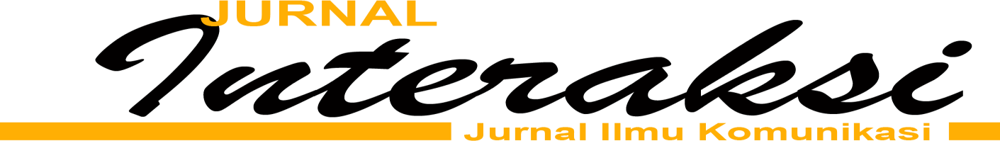 JURNAL
Interaksi
Jurnal Ilmu Komunikasi